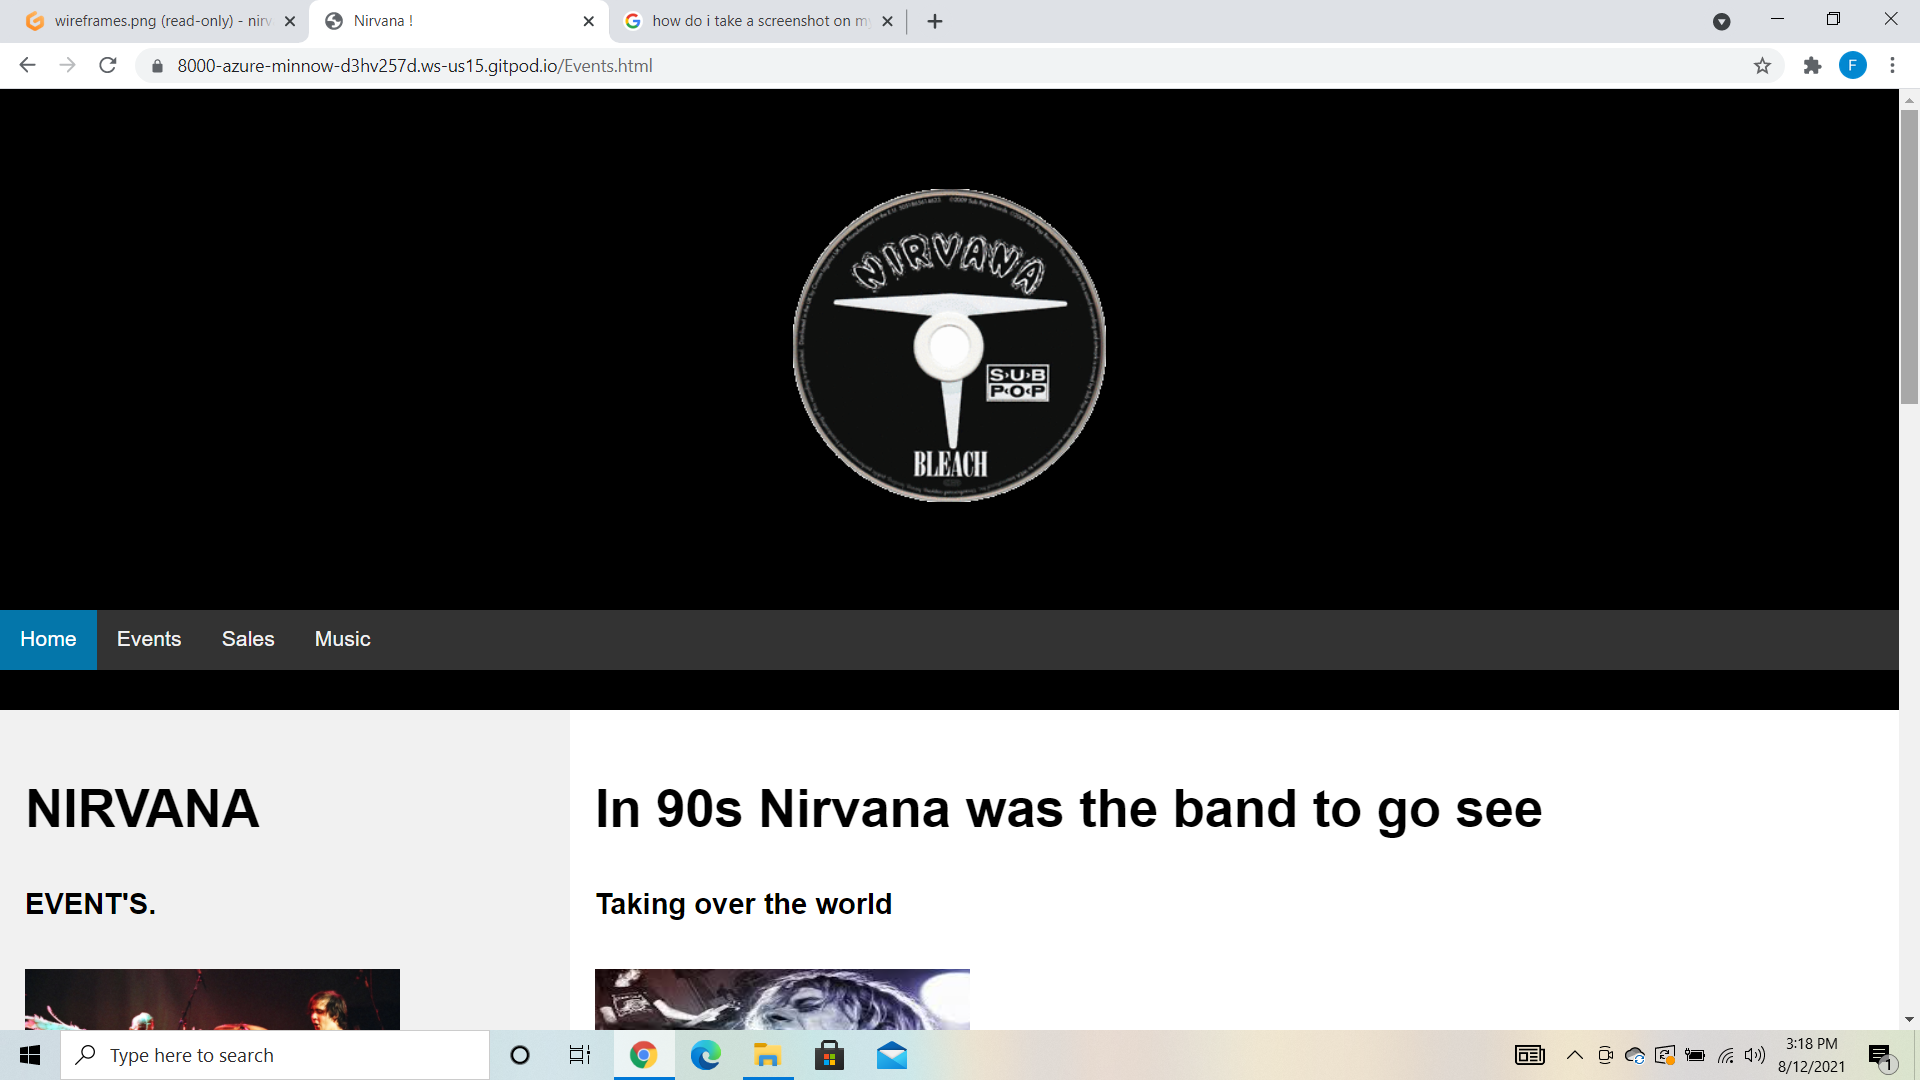 wireframes.png (read-only) - nirv
Nirvana !
how do i take a screenshot on my
8000-azure-minnow-d3hv257d.ws-us15.gitpod.io/Events.html
F
NIRVANA
SUB
POP
BLEACH
Home Events Sales Music
NIRVANA
In 90s Nirvana was the band to go see
EVENT'S.
Taking over the world
Type here to search
3:18 PM
8/12/2021
1